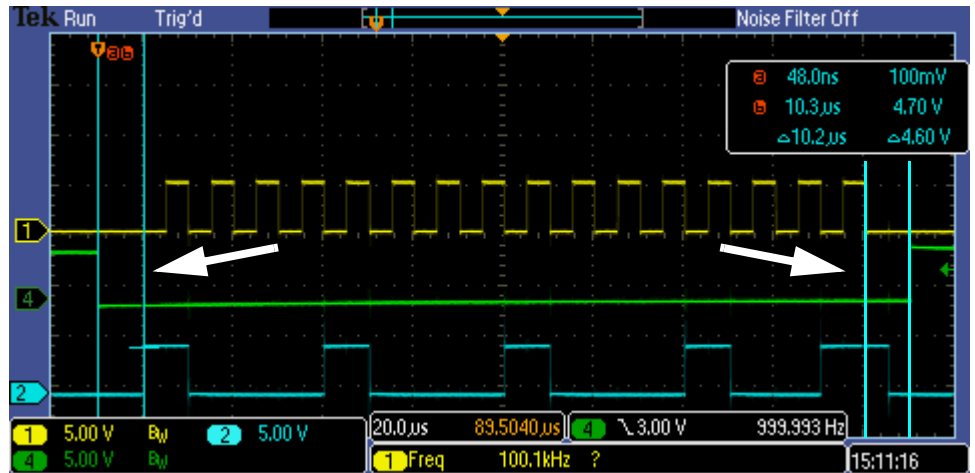 Tek Run Trig'd Noise Filter Off
T a b
a 48.0ns 100mV
b 10.3µs 4.70 V
△10.2µs △4.60 V
1
4
2
1 5.00 V BW 2 5.00 V
4 5.00 V BW
20.0µs 89.5040µs 4 \ 3.00 V 999.993 Hz
1 Freq 100.1kHz ?
15:11:16